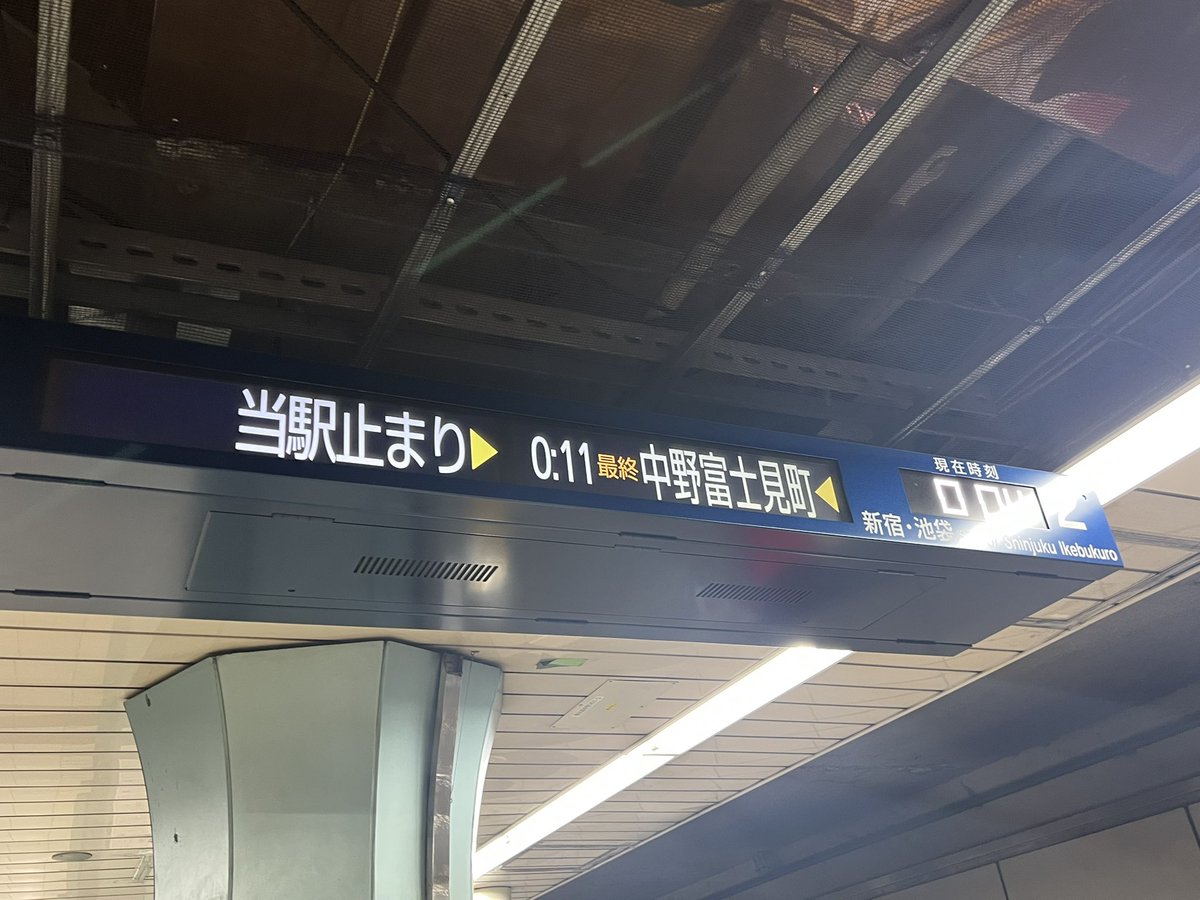 当駅止まり▶
0:11 最終 中野富士見町◀
現在時刻
新宿・池袋
Shinjuku Ikebukuro
2